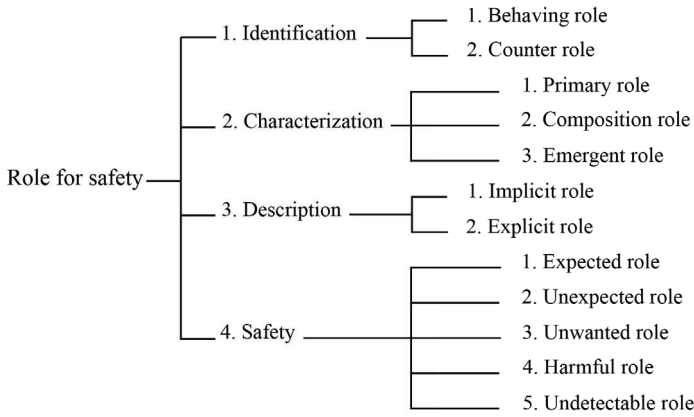 Role for safety
1. Identification
1. Behaving role
2. Counter role
2. Characterization
1. Primary role
2. Composition role
3. Emergent role
3. Description
1. Implicit role
2. Explicit role
4. Safety
1. Expected role
2. Unexpected role
3. Unwanted role
4. Harmful role
5. Undetectable role